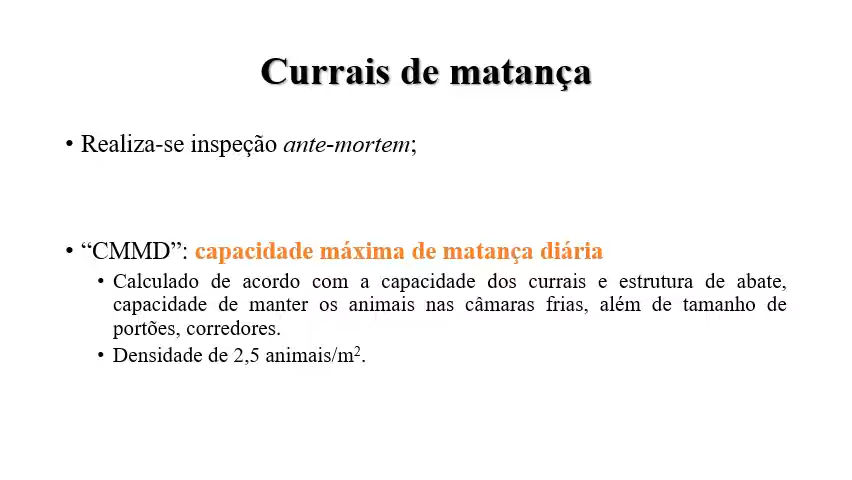 Currais de matança
• Realiza-se inspeção ante-mortem;
• “CMMD”: capacidade máxima de matança diária
• Calculado de acordo com a capacidade dos currais e estrutura de abate,
capacidade de manter os animais nas câmaras frias, além de tamanho de
portões, corredores.
• Densidade de 2,5 animais/m².